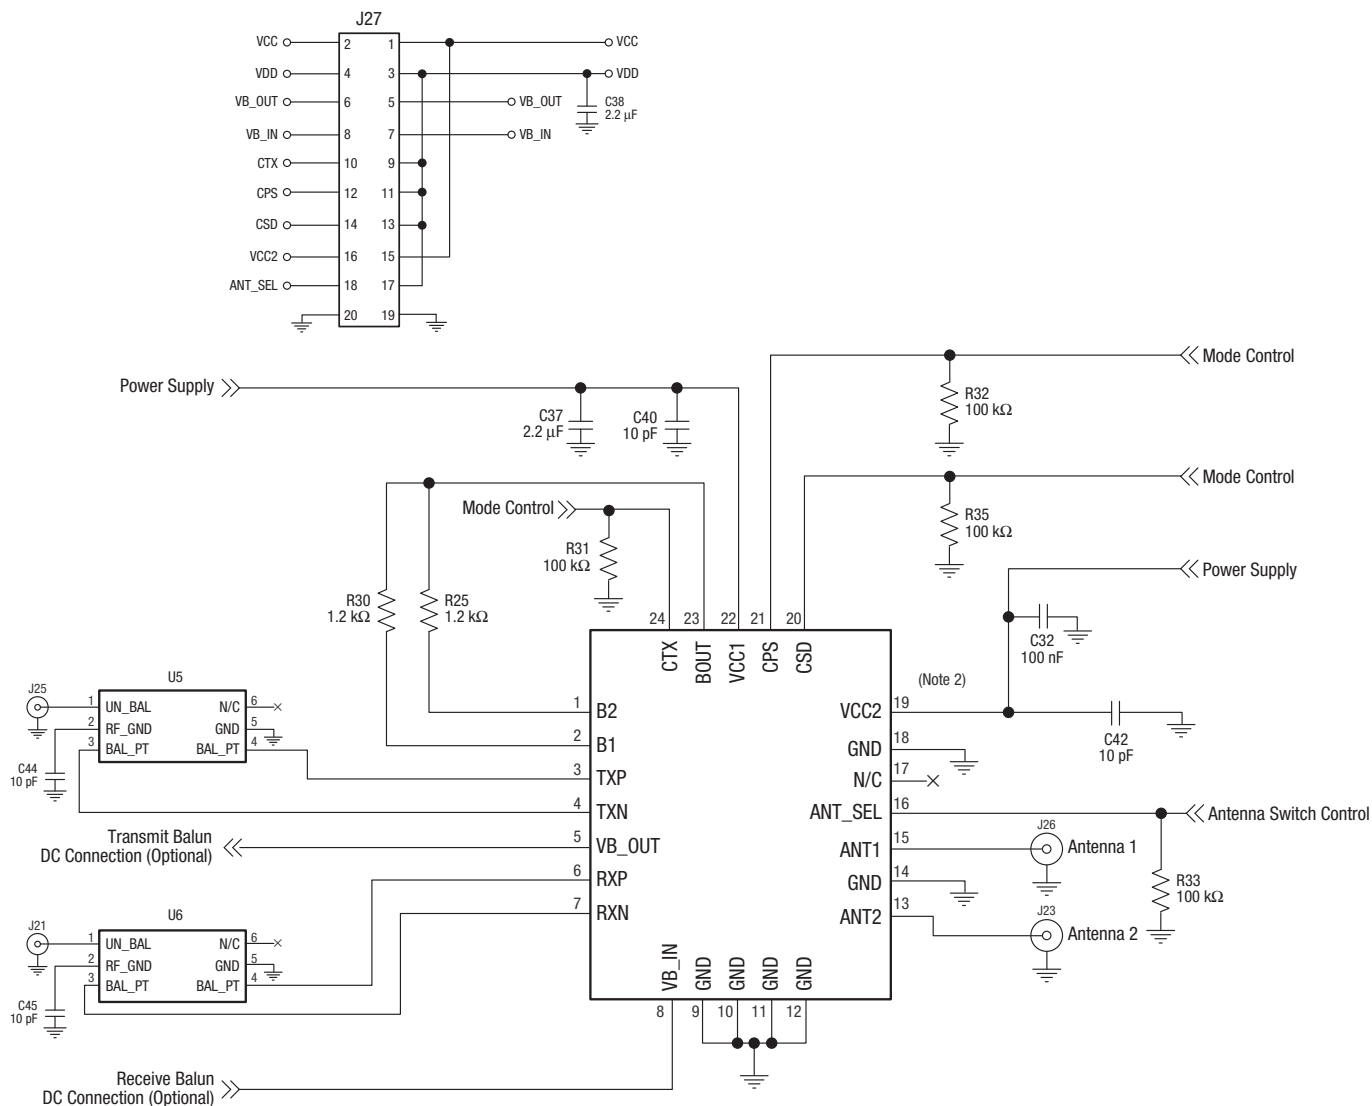 J27
VCC 2 1 VCC
VDD 4 3 VDD
VB_OUT 6 5 VB_OUT
C38
2.2 µF
VB_IN 8 7 VB_IN
CTX 10 9
CPS 12 11
CSD 14 13
VCC2 16 15
ANT_SEL 18 17
20 19
Power Supply
Mode Control
R32
100 kΩ
C37
2.2 µF
C40
10 pF
Mode Control
R35
100 kΩ
Mode Control
R31
100 kΩ
Power Supply
R30
1.2 kΩ
R25
1.2 kΩ
C32
100 nF
24 23 22 21 20
CTX BOUT VCC1 CPS CSD
(Note 2)
1 B2
2 B1
3 TXP
4 TXN
5 VB_OUT
6 RXP
7 RXN
VCC2 19
GND 18
N/C 17
ANT_SEL 16
ANT1 15
GND 14
ANT2 13
C42
10 pF
Antenna Switch Control
J26
Antenna 1
R33
100 kΩ
J23
Antenna 2
U5
J25
1 UN_BAL N/C 6
2 RF_GND GND 5
3 BAL_PT BAL_PT 4
C44
10 pF
Transmit Balun
DC Connection (Optional)
U6
J21
1 UN_BAL N/C 6
2 RF_GND GND 5
3 BAL_PT BAL_PT 4
C45
10 pF
VB_IN GND GND GND GND
8 9 10 11 12
Receive Balun
DC Connection (Optional)